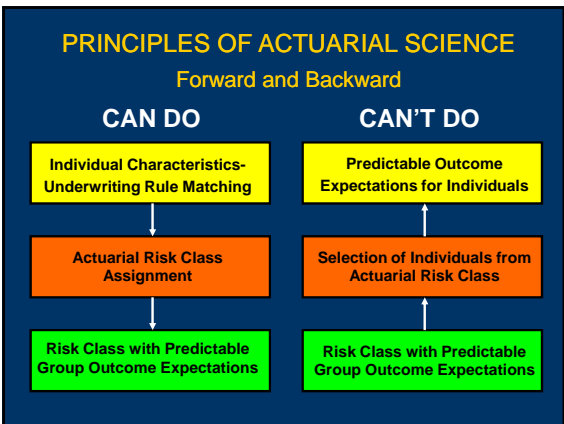 PRINCIPLES OF ACTUARIAL SCIENCE
Forward and Backward
CAN DO
Individual Characteristics-
Underwriting Rule Matching
Actuarial Risk Class
Assignment
Risk Class with Predictable
Group Outcome Expectations
CAN'T DO
Predictable Outcome
Expectations for Individuals
Selection of Individuals from
Actuarial Risk Class
Risk Class with Predictable
Group Outcome Expectations